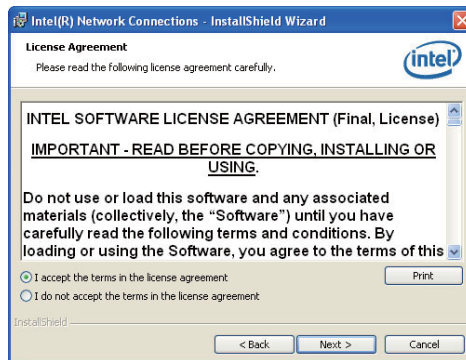 Intel(R) Network Connections - InstallShield Wizard
License Agreement
Please read the following license agreement carefully.
intel
INTEL SOFTWARE LICENSE AGREEMENT (Final, License)
IMPORTANT - READ BEFORE COPYING, INSTALLING OR
USING.
Do not use or load this software and any associated
materials (collectively, the “Software”) until you have
carefully read the following terms and conditions. By
loading or using the Software, you agree to the terms of this
I accept the terms in the license agreement
Print
I do not accept the terms in the license agreement
InstallShield
< Back
Next >
Cancel